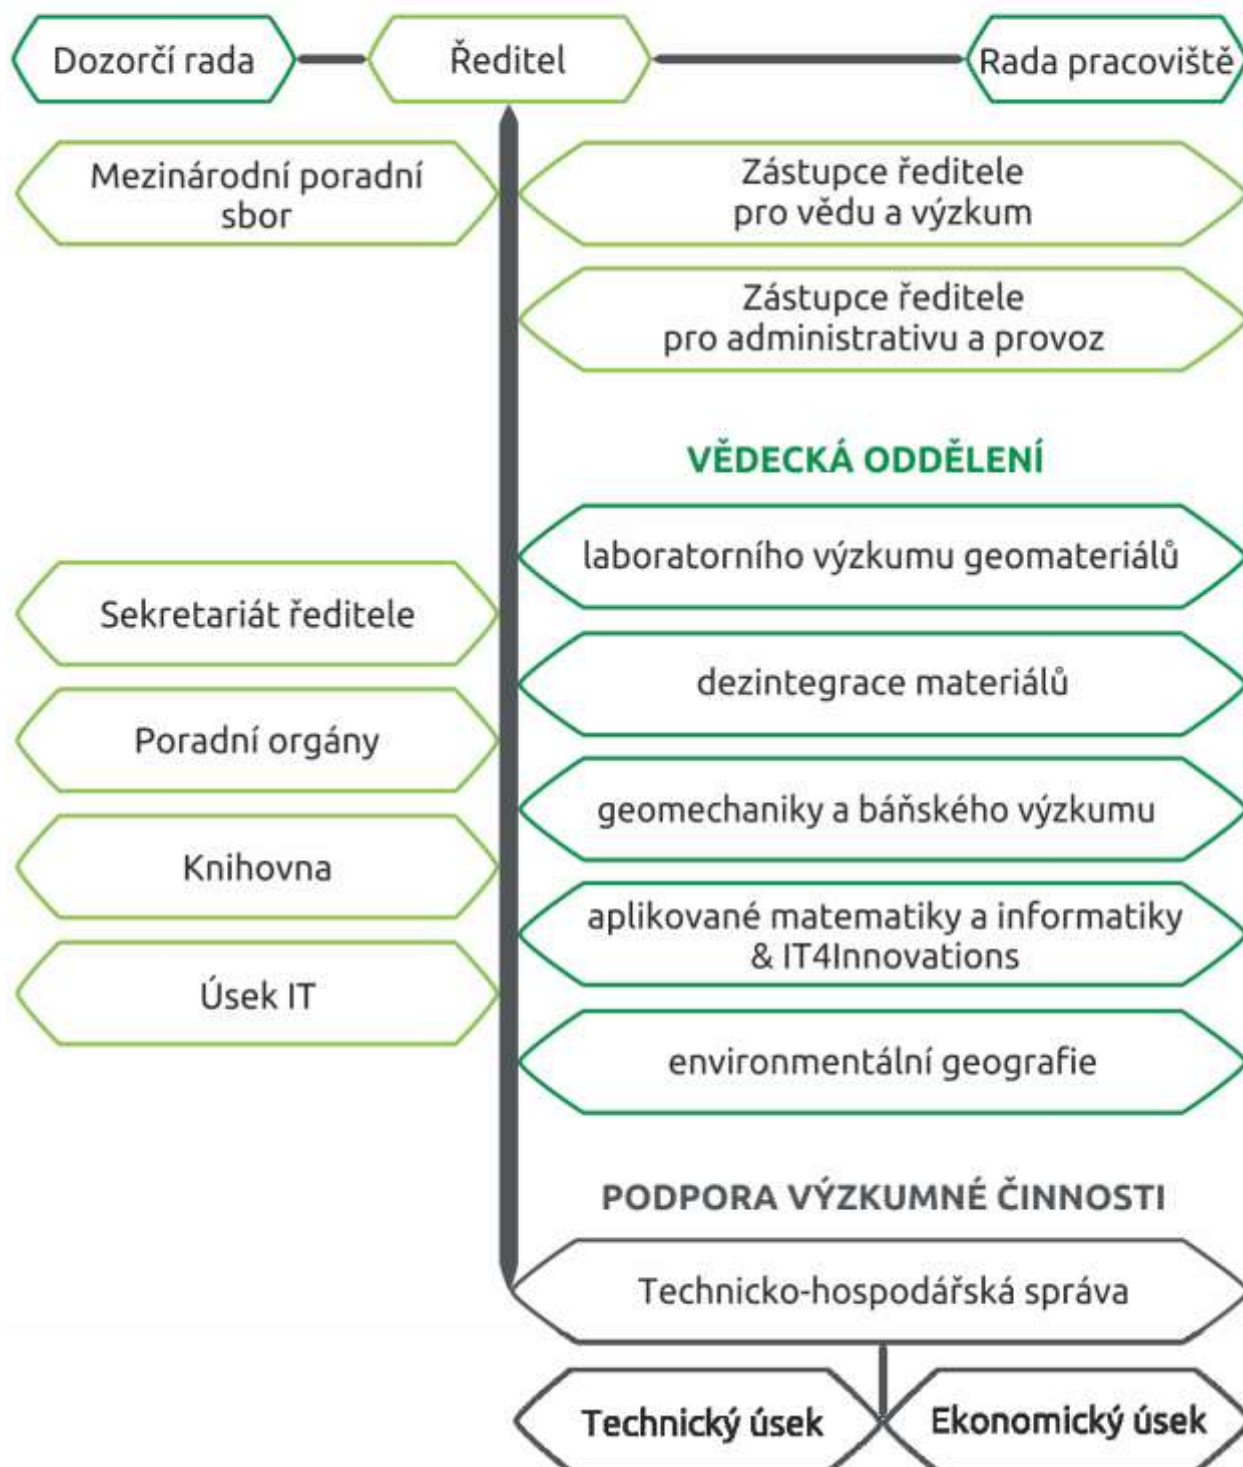 Dozorčí rada
Ředitel
Rada pracoviště
Mezinárodní poradní
sbor
Zástupce ředitele
pro vědu a výzkum
Zástupce ředitele
pro administrativu a provoz
VĚDECKÁ ODDĚLENÍ
laboratorního výzkumu geomateriálů
Sekretariát ředitele
dezintegrace materiálů
Poradní orgány
geomechaniky a báňského výzkumu
Knihovna
aplikované matematiky a informatiky
& IT4Innovations
Úsek IT
environmentální geografie
PODPORA VÝZKUMNÉ ČINNOSTI
Technicko-hospodářská správa
Technický úsek
Ekonomický úsek